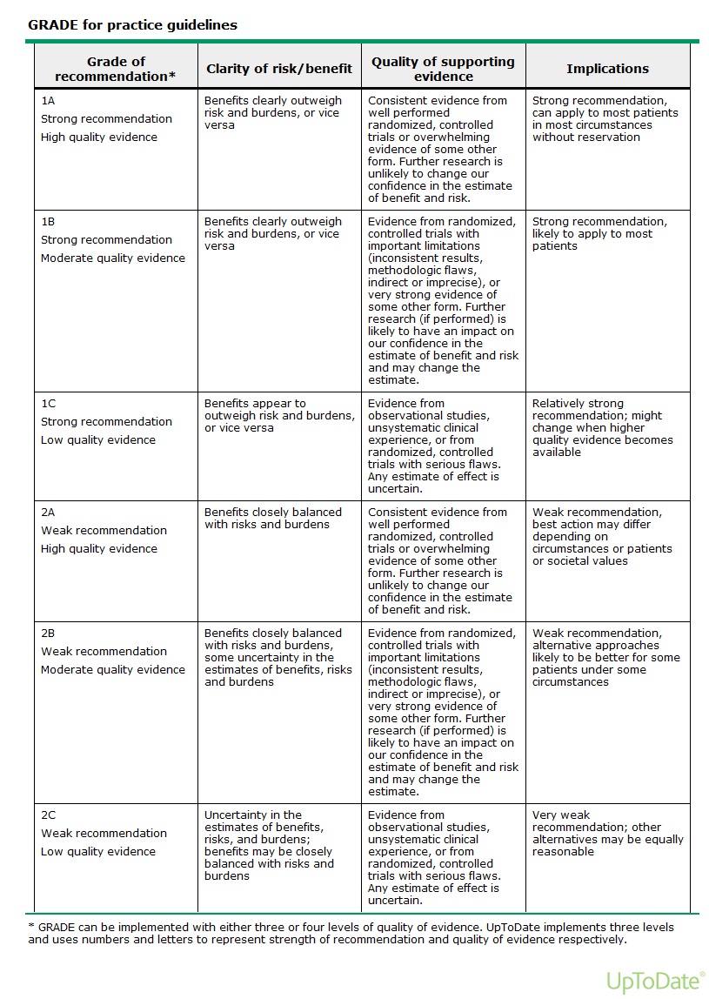 GRADE for practice guidelines
Grade of
recommendation*
Clarity of risk/benefit
Quality of supporting
evidence
Implications
1A
Strong recommendation
High quality evidence
Benefits clearly outweigh
risk and burdens, or vice
versa
Consistent evidence from
well performed
randomized, controlled
trials or overwhelming
evidence of some other
form. Further research is
unlikely to change our
confidence in the estimate
of benefit and risk.
Strong recommendation,
can apply to most patients
in most circumstances
without reservation
1B
Strong recommendation
Moderate quality evidence
Benefits clearly outweigh
risk and burdens, or vice
versa
Evidence from randomized,
controlled trials with
important limitations
(inconsistent results,
methodologic flaws,
indirect or imprecise), or
very strong evidence of
some other form. Further
research (if performed) is
likely to have an impact on
our confidence in the
estimate of benefit and risk
and may change the
estimate.
Strong recommendation,
likely to apply to most
patients
1C
Strong recommendation
Low quality evidence
Benefits appear to
outweigh risk and burdens,
or vice versa
Evidence from
observational studies,
unsystematic clinical
experience, or from
randomized, controlled
trials with serious flaws.
Any estimate of effect is
uncertain.
Relatively strong
recommendation; might
change when higher
quality evidence becomes
available
2A
Weak recommendation
High quality evidence
Benefits closely balanced
with risks and burdens
Consistent evidence from
well performed
randomized, controlled
trials or overwhelming
evidence of some other
form. Further research is
unlikely to change our
confidence in the estimate
of benefit and risk.
Weak recommendation,
best action may differ
depending on
circumstances or patients
or societal values
2B
Weak recommendation
Moderate quality evidence
Benefits closely balanced
with risks and burdens,
some uncertainty in the
estimates of benefits, risks
and burdens
Evidence from randomized,
controlled trials with
important limitations
(inconsistent results,
methodologic flaws,
indirect or imprecise), or
very strong evidence of
some other form. Further
research (if performed) is
likely to have an impact on
our confidence in the
estimate of benefit and risk
and may change the
estimate.
Weak recommendation,
alternative approaches
likely to be better for some
patients under some
circumstances
2C
Weak recommendation
Low quality evidence
Uncertainty in the
estimates of benefits,
risks, and burdens;
benefits may be closely
balanced with risks and
burdens
Evidence from
observational studies,
unsystematic clinical
experience, or from
randomized, controlled
trials with serious flaws.
Any estimate of effect is
uncertain.
Very weak
recommendation; other
alternatives may be equally
reasonable
* GRADE can be implemented with either three or four levels of quality of evidence. UpToDate implements three levels
and uses numbers and letters to represent strength of recommendation and quality of evidence respectively.
UpToDate®